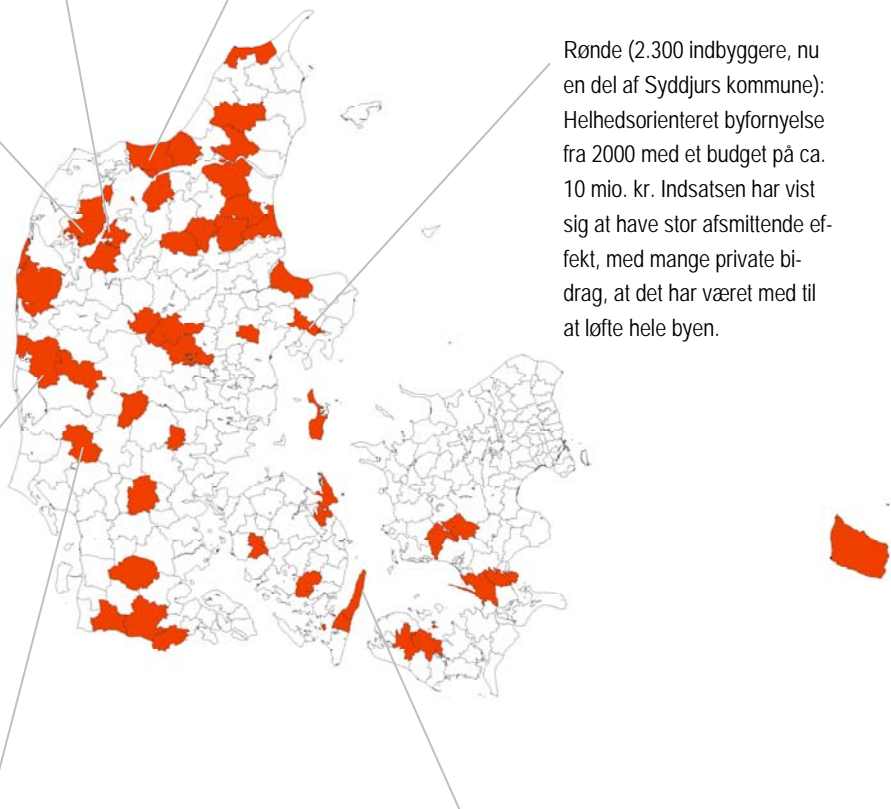 Rønde (2.300 indbyggere, nu
en del af Syddjurs kommune):
Helhedsorienteret byfornyelse
fra 2000 med et budget på ca.
10 mio. kr. Indsatsen har vist
sig at have stor afsmittende ef-
fekt, med mange private bi-
drag, at det har været med til
at løfte hele byen.